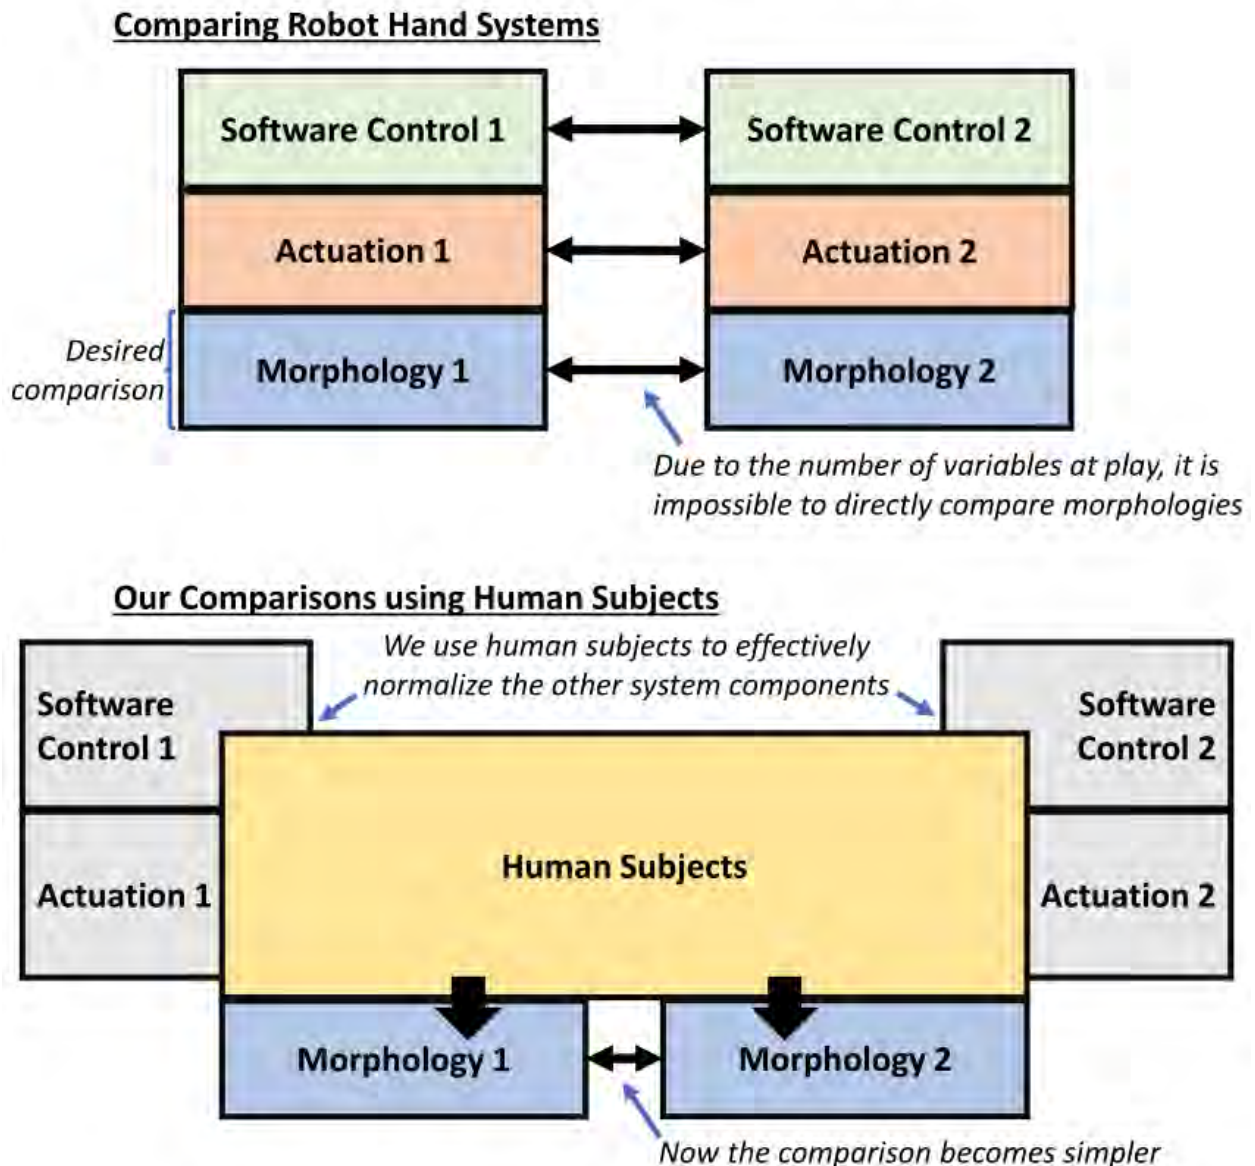 Comparing Robot Hand Systems
Software Control 1
Software Control 2
Actuation 1
Actuation 2
Desired
comparison
Morphology 1
Morphology 2
Due to the number of variables at play, it is
impossible to directly compare morphologies
Our Comparisons using Human Subjects
We use human subjects to effectively
normalize the other system components
Software
Control 1
Software
Control 2
Human Subjects
Actuation 1
Actuation 2
Morphology 1
Morphology 2
Now the comparison becomes simpler